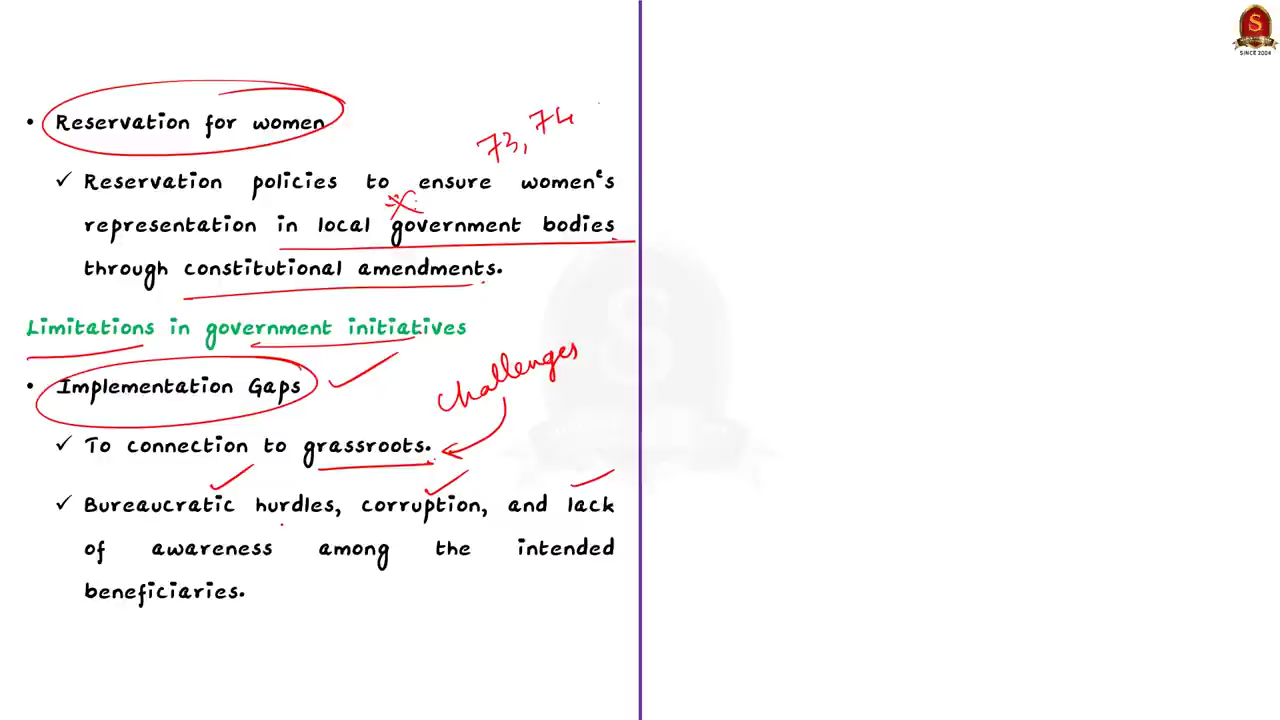 S
SINCE 2004
• Reservation for women
73, 74
✓ Reservation policies to ensure women's
representation in local government bodies
through constitutional amendments.
Limitations in government initiatives
• Implementation Gaps
challenges
✓ To connection to grassroots.
✓ Bureaucratic hurdles, corruption, and lack
of awareness among the intended
beneficiaries.